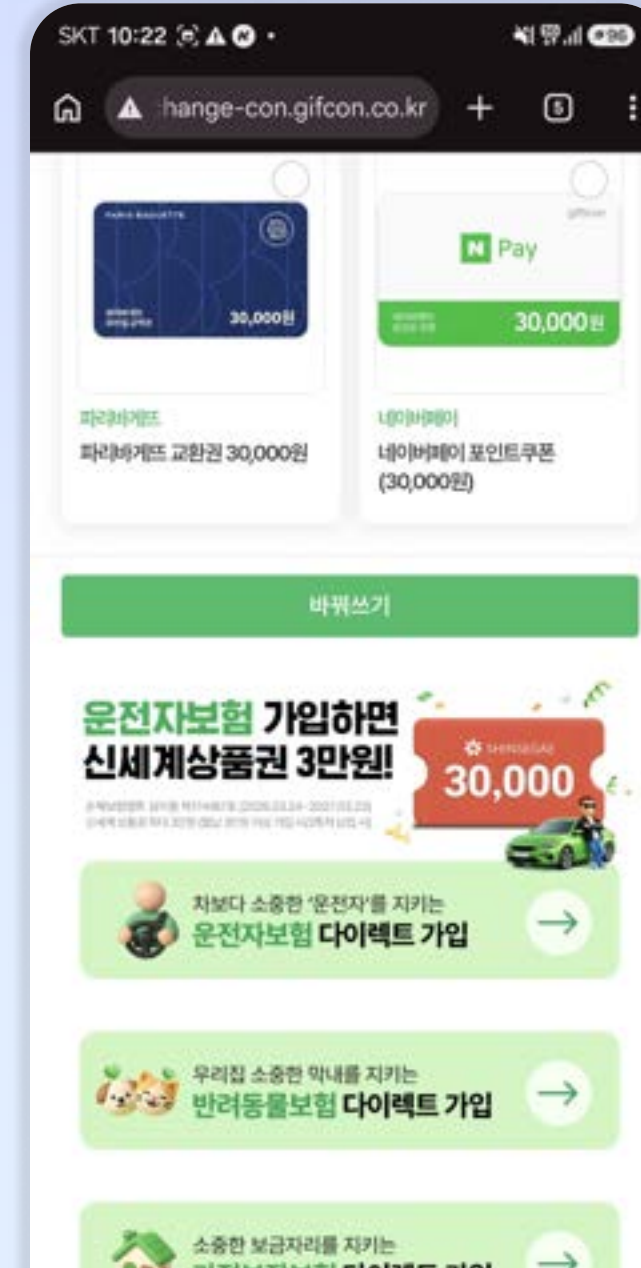 SKT 10:22
96
hange-con.gifcon.co.kr
5
PARIS BAGUETTE
30,000원
gifticon
N Pay
30,000원
파리바게뜨
네이버페이
파리바게뜨 교환권 30,000원
네이버페이 포인트쿠폰
(30,000원)
바꿔쓰기
운전자보험 가입하면
신세계상품권 3만원!
SHINSEGAE
30,000
차보다 소중한 '운전자'를 지키는
운전자보험 다이렉트 가입
우리집 소중한 막내를 지키는
반려동물보험 다이렉트 가입
소중한 보금자리를 지키는